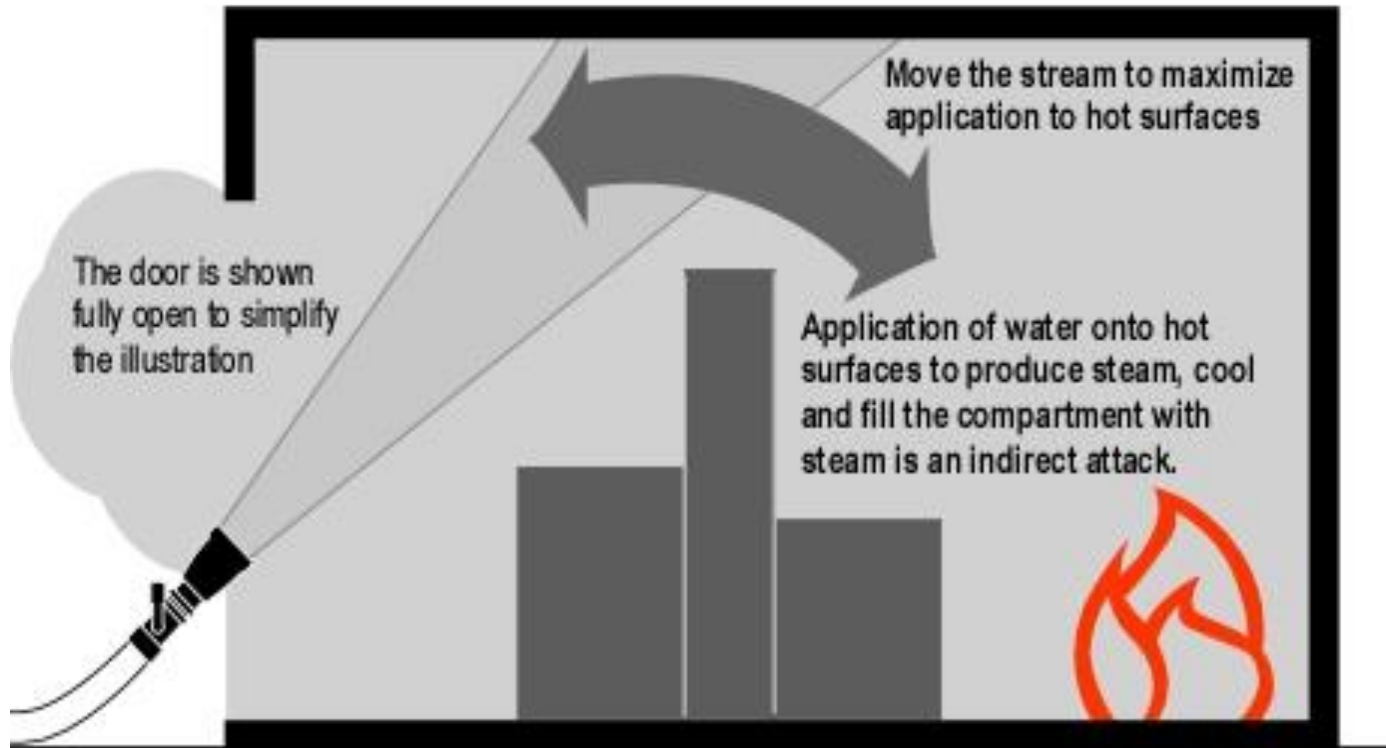 Move the stream to maximize
application to hot surfaces
The door is shown
fully open to simplify
the illustration
Application of water onto hot
surfaces to produce steam, cool
and fill the compartment with
steam is an indirect attack.